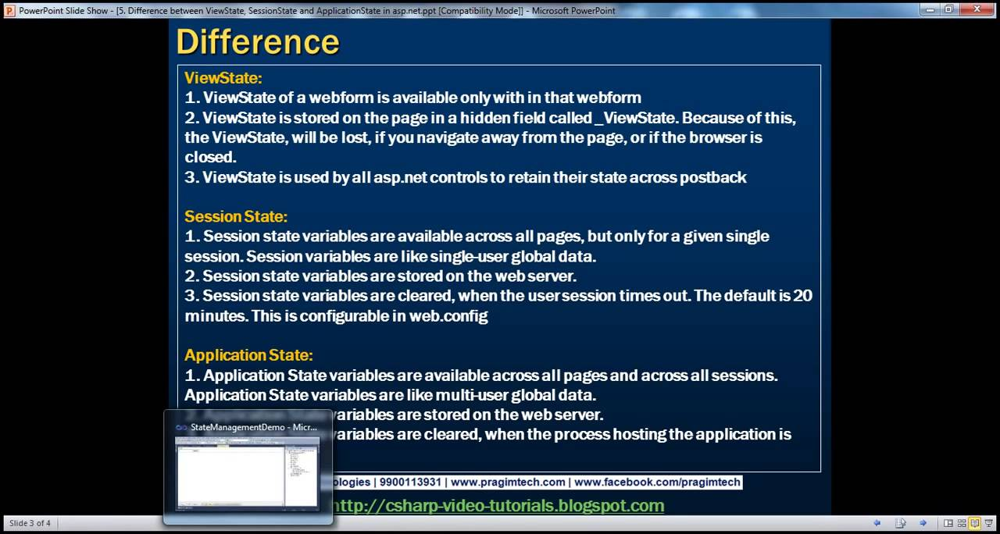 PowerPoint Slide Show - [5. Difference between ViewState, SessionState and ApplicationState in asp.net.ppt [Compatibility Mode]] - Microsoft PowerPoint
Difference
ViewState:
1. ViewState of a webform is available only with in that webform
2. ViewState is stored on the page in a hidden field called _ViewState. Because of this,
the ViewState, will be lost, if you navigate away from the page, or if the browser is
closed.
3. ViewState is used by all asp.net controls to retain their state across postback
Session State:
1. Session state variables are available across all pages, but only for a given single
session. Session variables are like single-user global data.
2. Session state variables are stored on the web server.
3. Session state variables are cleared, when the user session times out. The default is 20
minutes. This is configurable in web.config
Application State:
1. Application State variables are available across all pages and across all sessions.
Application State variables are like multi-user global data.
variables are stored on the web server.
variables are cleared, when the process hosting the application is
StateManagementDemo - Micr...
ologies | 9900113931 | www.pragimtech.com | www.facebook.com/pragimtech
http://csharp-video-tutorials.blogspot.com
Slide 3 of 4